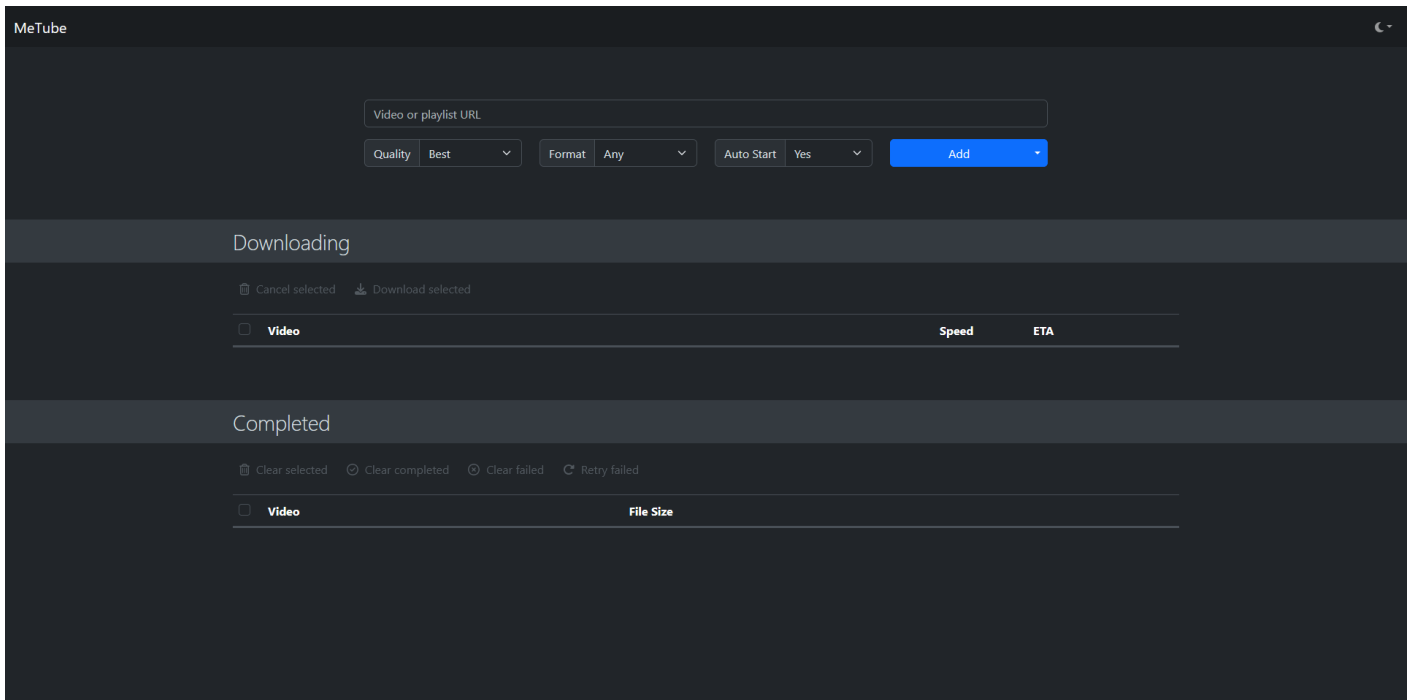 MeTube
Video or playlist URL
Quality Best Format Any Auto Start Yes Add
Downloading
Cancel selected Download selected
Video Speed ETA
Completed
Clear selected Clear completed Clear failed Retry failed
Video File Size